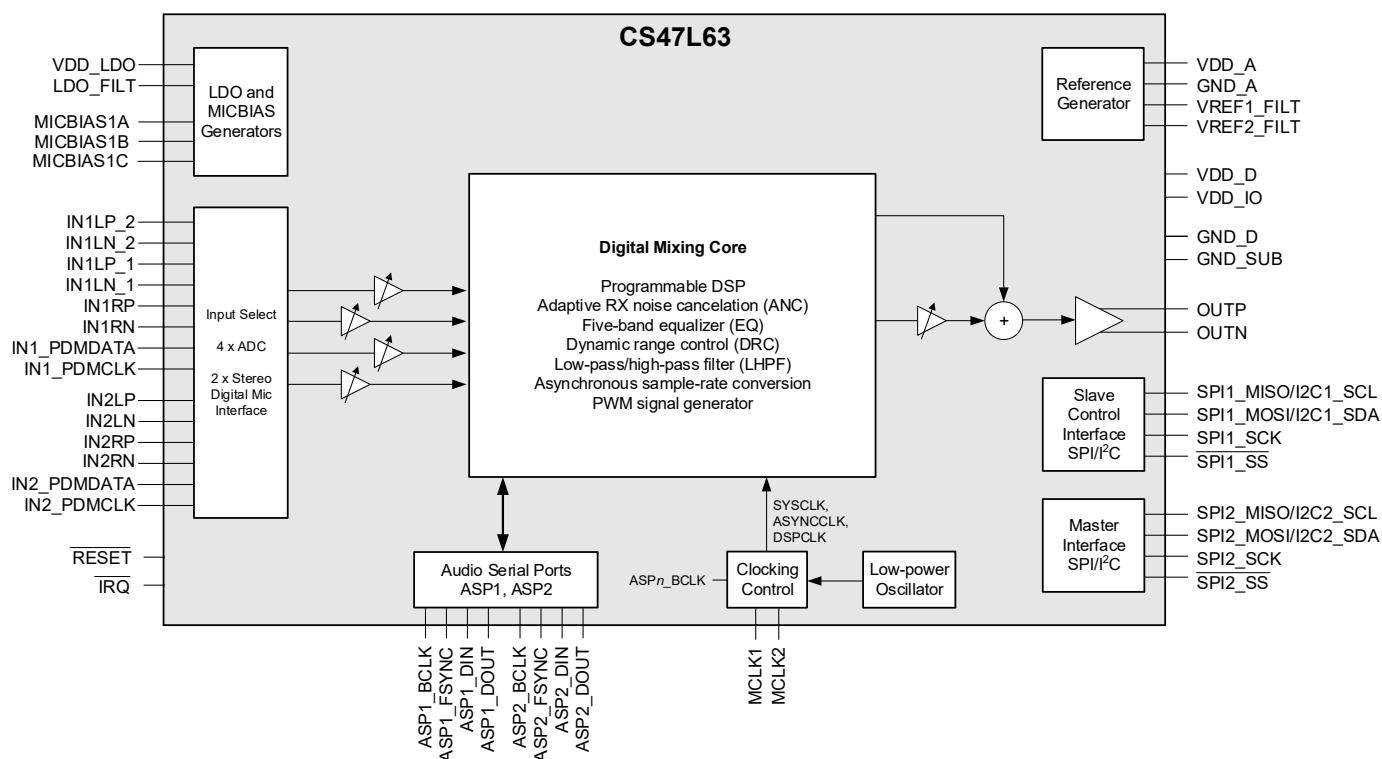 CS47L63
VDD_LDO
LDO_FILT
MICBIAS1A
MICBIAS1B
MICBIAS1C
LDO and
MICBIAS
Generators
Reference
Generator
VDD_A
GND_A
VREF1_FILT
VREF2_FILT
VDD_D
VDD_IO
GND_D
GND_SUB
IN1LP_2
IN1LN_2
IN1LP_1
IN1LN_1
IN1RP
IN1RN
IN1_PDMDATA
IN1_PDMCLK
IN2LP
IN2LN
IN2RP
IN2RN
IN2_PDMDATA
IN2_PDMCLK
Input Select
4 x ADC
2 x Stereo
Digital Mic
Interface
Digital Mixing Core
Programmable DSP
Adaptive RX noise cancelation (ANC)
Five-band equalizer (EQ)
Dynamic range control (DRC)
Low-pass/high-pass filter (LHPF)
Asynchronous sample-rate conversion
PWM signal generator
+
OUTP
OUTN
Slave
Control
Interface
SPI/I²C
SPI1_MISO/I2C1_SCL
SPI1_MOSI/I2C1_SDA
SPI1_SCK
SPI1_SS
Master
Interface
SPI/I²C
SPI2_MISO/I2C2_SCL
SPI2_MOSI/I2C2_SDA
SPI2_SCK
SPI2_SS
RESET
IRQ
Audio Serial Ports
ASP1, ASP2
SYSCLK,
ASYNCCLK,
DSPCLK
ASPn_BCLK
Clocking
Control
Low-power
Oscillator
ASP1_BCLK
ASP1_FSYNC
ASP1_DIN
ASP1_DOUT
ASP2_BCLK
ASP2_FSYNC
ASP2_DIN
ASP2_DOUT
MCLK1
MCLK2